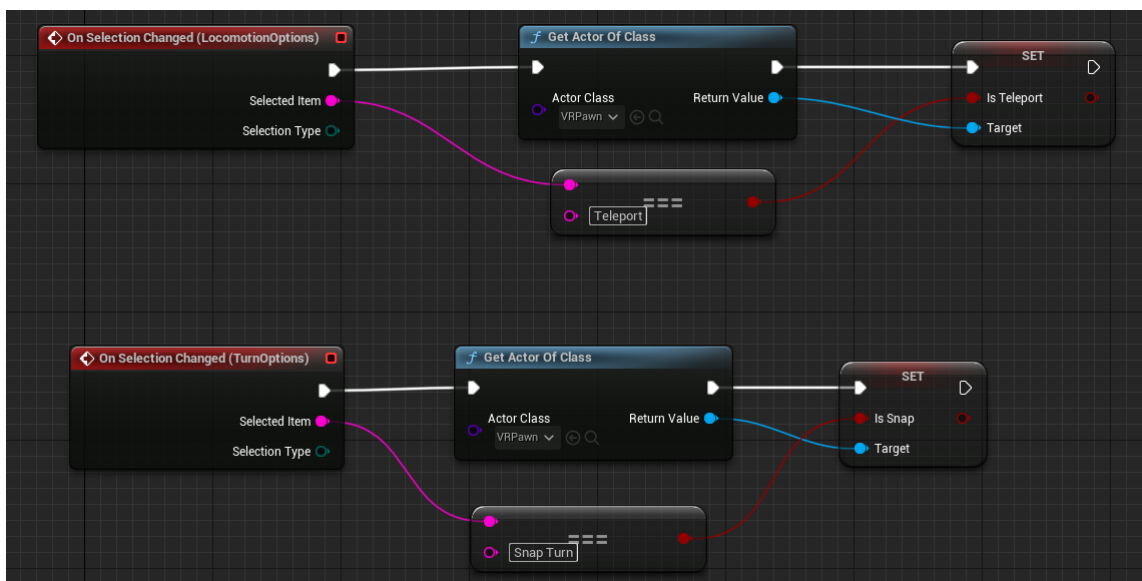 On Selection Changed (LocomotionOptions)
Selected Item
Selection Type
f Get Actor Of Class
Actor Class
VRPawn
Return Value
===
Teleport
SET
Is Teleport
Target
On Selection Changed (TurnOptions)
Selected Item
Selection Type
f Get Actor Of Class
Actor Class
VRPawn
Return Value
===
Snap Turn
SET
Is Snap
Target